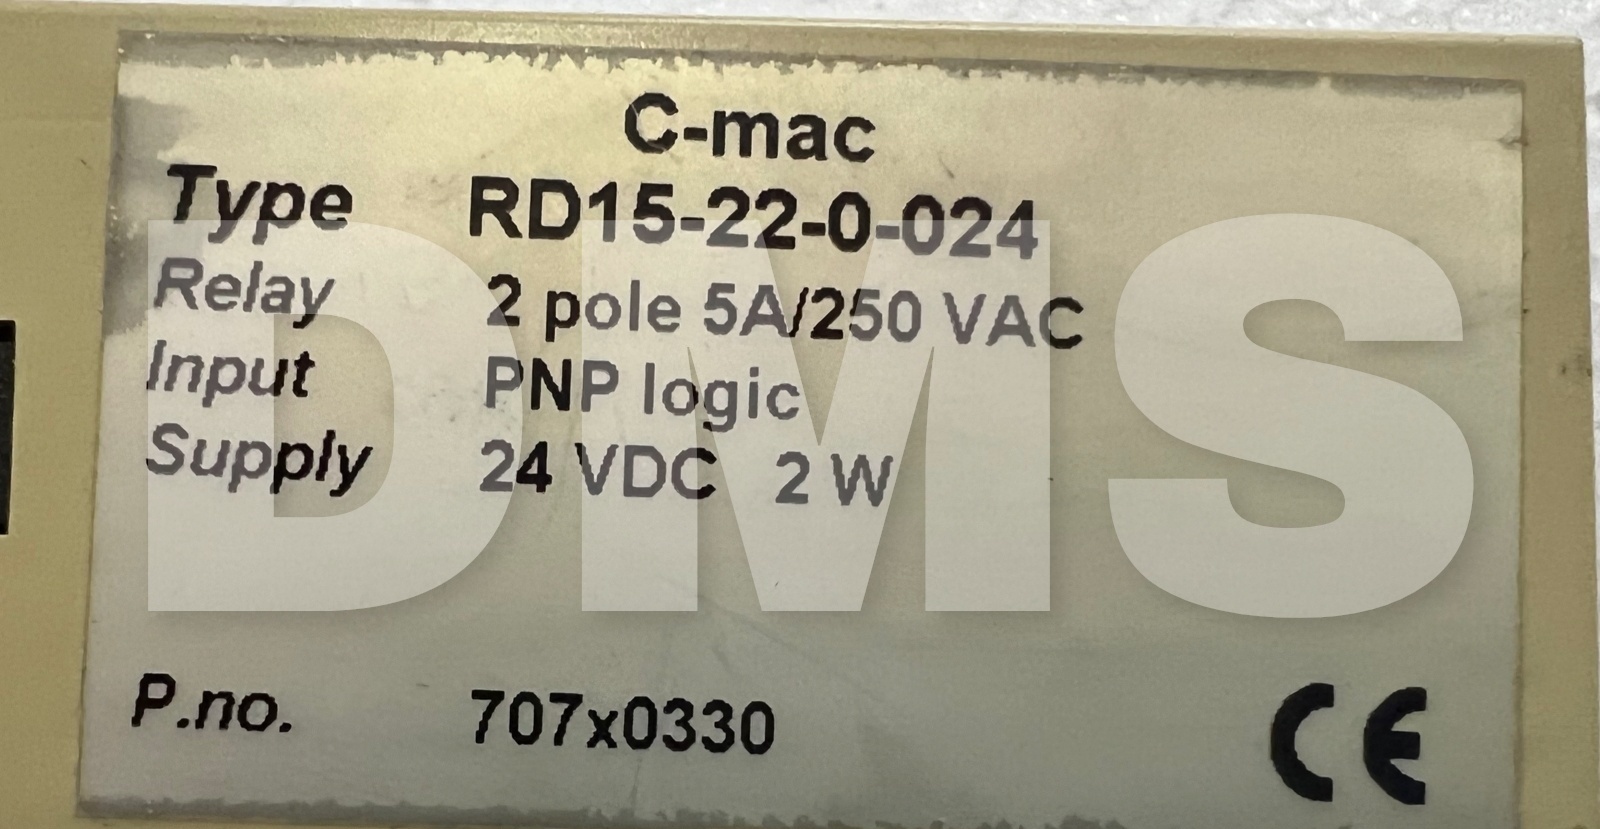 C-mac
Type RD15-22-0-024
Relay 2 pole 5A/250 VAC
Input PNP logic
Supply 24 VDC 2 W
DMS
P.no. 707x0330
CE